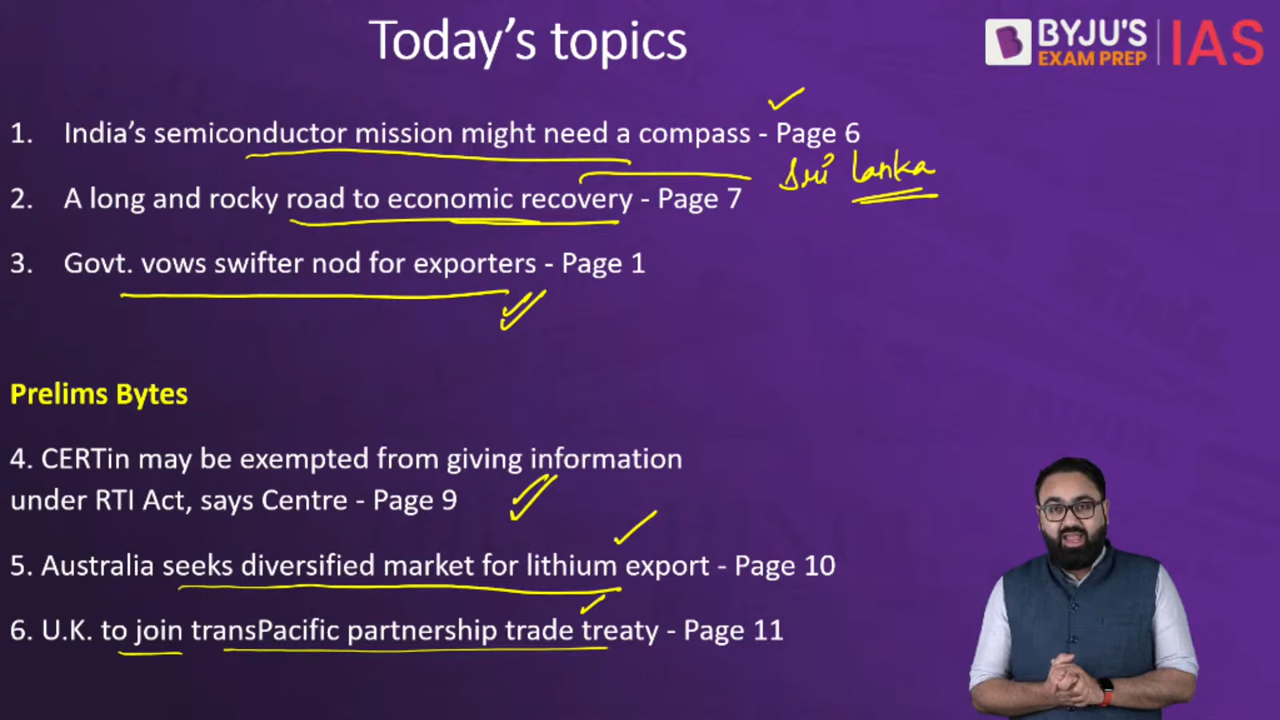 Today's topics
BYJU'S
EXAM PREP
IAS
1. India's semiconductor mission might need a compass - Page 6
Sri lanka
2. A long and rocky road to economic recovery - Page 7
3. Govt. vows swifter nod for exporters - Page 1
Prelims Bytes
4. CERTin may be exempted from giving information
under RTI Act, says Centre - Page 9
5. Australia seeks diversified market for lithium export - Page 10
6. U.K. to join transPacific partnership trade treaty - Page 11